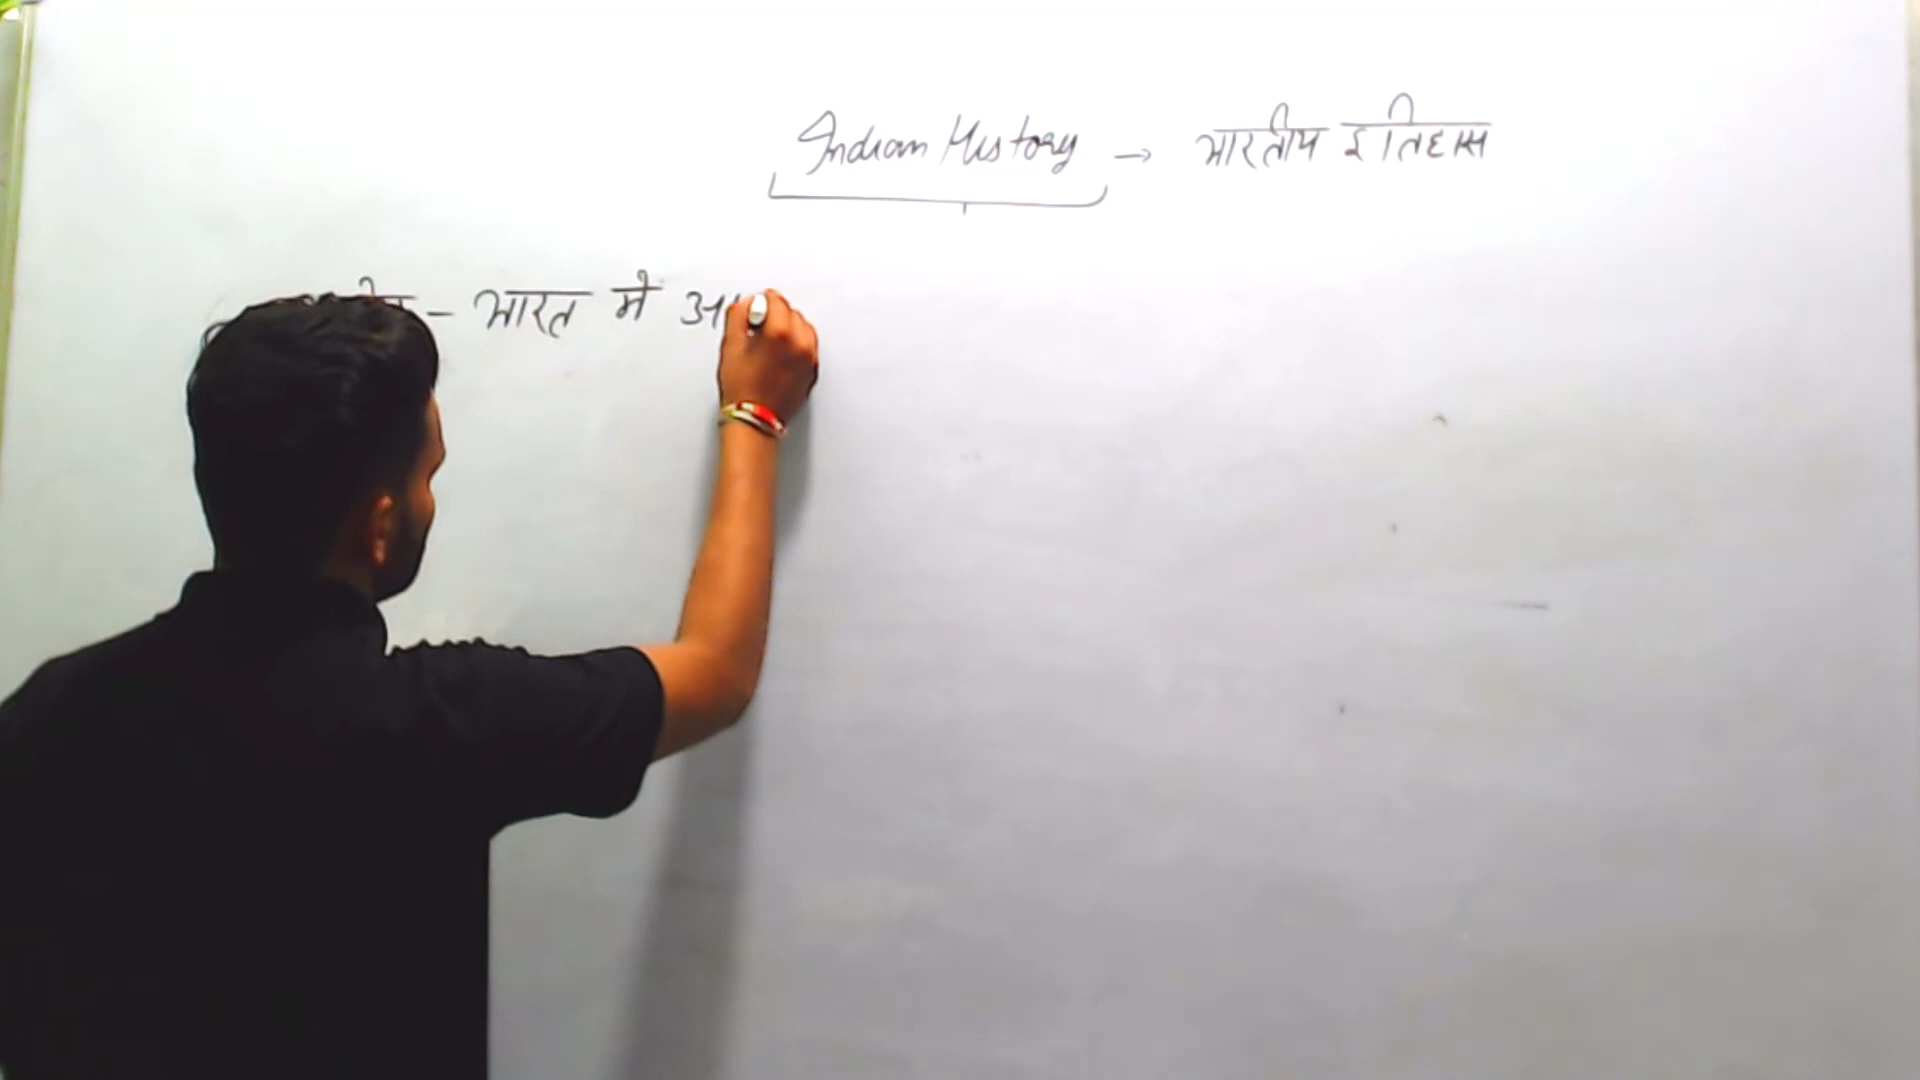 Indian History → भारतीय इतिहास
- भारत में